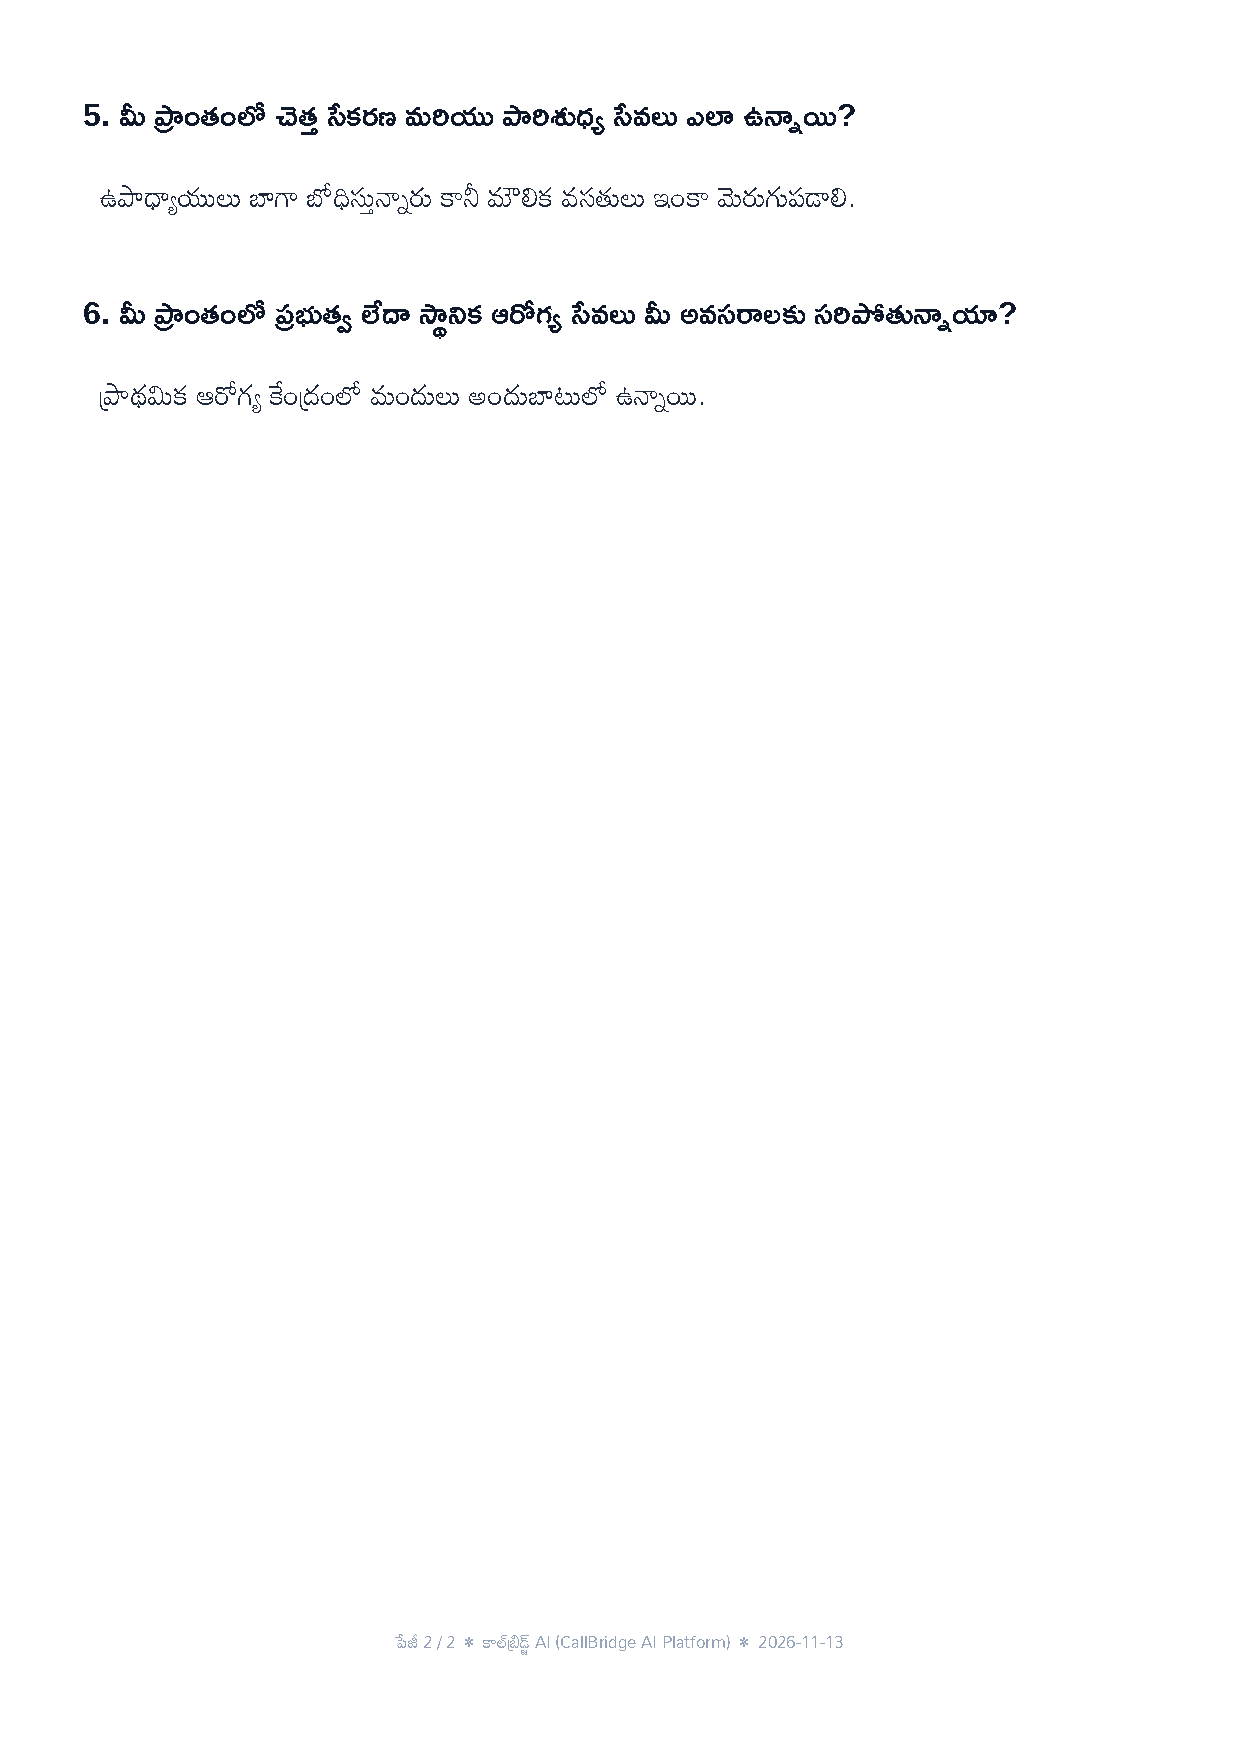 5. మీ ప్రాంతంలో చెత్త సేకరణ మరియు పారిశుధ్య సేవలు ఎలా ఉన్నాయి?
ఉపాధ్యాయులు బాగా బోధిస్తున్నారు కానీ మౌలిక వసతులు ఇంకా మెరుగుపడాలి.
6. మీ ప్రాంతంలో ప్రభుత్వ లేదా స్థానిక ఆరోగ్య సేవలు మీ అవసరాలకు సరిపోతున్నాయా?
ప్రాథమిక ఆరోగ్య కేంద్రంలో మందులు అందుబాటులో ఉన్నాయి.
పేజీ 2 / 2 * కాల్‌బ్రిడ్జ్ AI (CallBridge AI Platform) * 2026-11-13